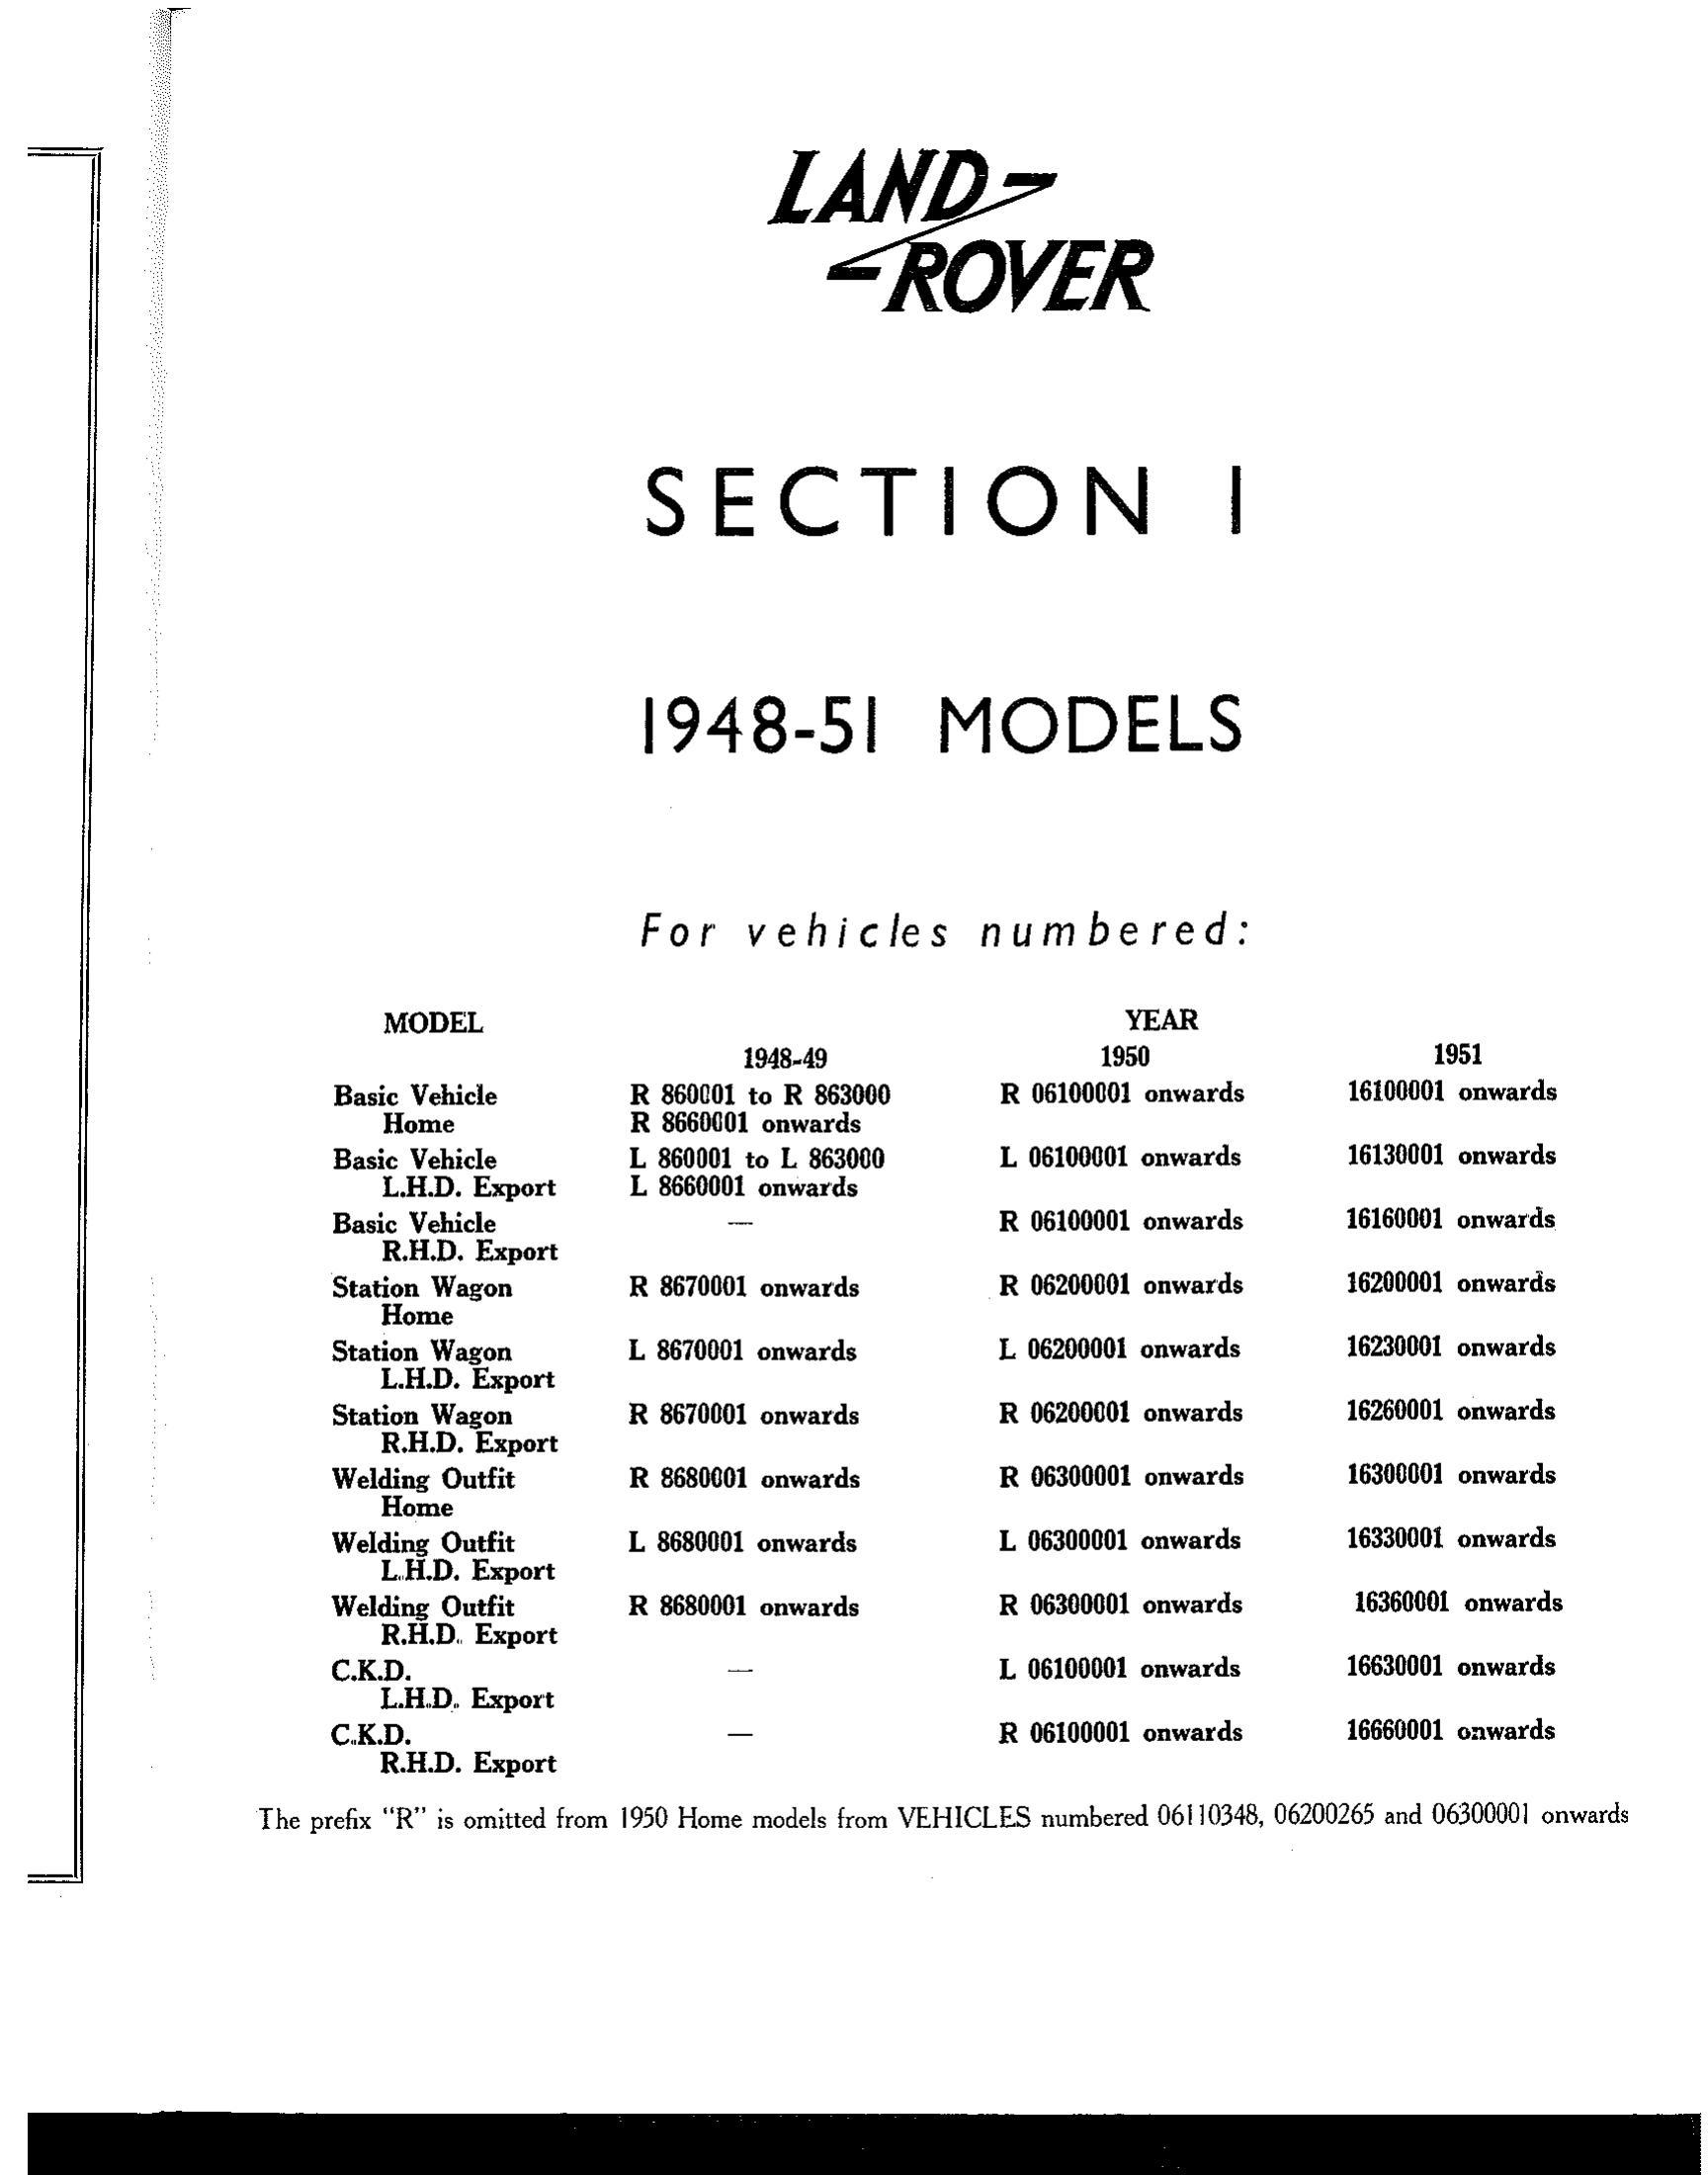 LAND-
-ROVER
SECTION I
1948-51 MODELS
For vehicles numbered:
MODEL YEAR
1948-49 1950 1951
Basic Vehicle R 860001 to R 863000 R 06100001 onwards 16100001 onwards
Home R 8660001 onwards
Basic Vehicle L 860001 to L 863000 L 06100001 onwards 16130001 onwards
L.H.D. Export L 8660001 onwards
Basic Vehicle — R 06100001 onwards 16160001 onwards
R.H.D. Export
Station Wagon R 8670001 onwards R 06200001 onwards 16200001 onwards
Home
Station Wagon L 8670001 onwards L 06200001 onwards 16230001 onwards
L.H.D. Export
Station Wagon R 8670001 onwards R 06200001 onwards 16260001 onwards
R.H.D. Export
Welding Outfit R 8680001 onwards R 06300001 onwards 16300001 onwards
Home
Welding Outfit L 8680001 onwards L 06300001 onwards 16330001 onwards
L.H.D. Export
Welding Outfit R 8680001 onwards R 06300001 onwards 16360001 onwards
R.H.D. Export
C.K.D. — L 06100001 onwards 16630001 onwards
L.H.D. Export
C.K.D. — R 06100001 onwards 16660001 onwards
R.H.D. Export
The prefix "R" is omitted from 1950 Home models from VEHICLES numbered 06110348, 06200265 and 06300001 onwards